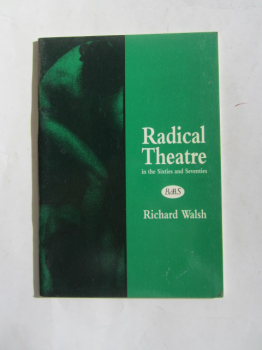 Radical
Theatre
in the Sixties and Seventies
BAAS
Richard Walsh